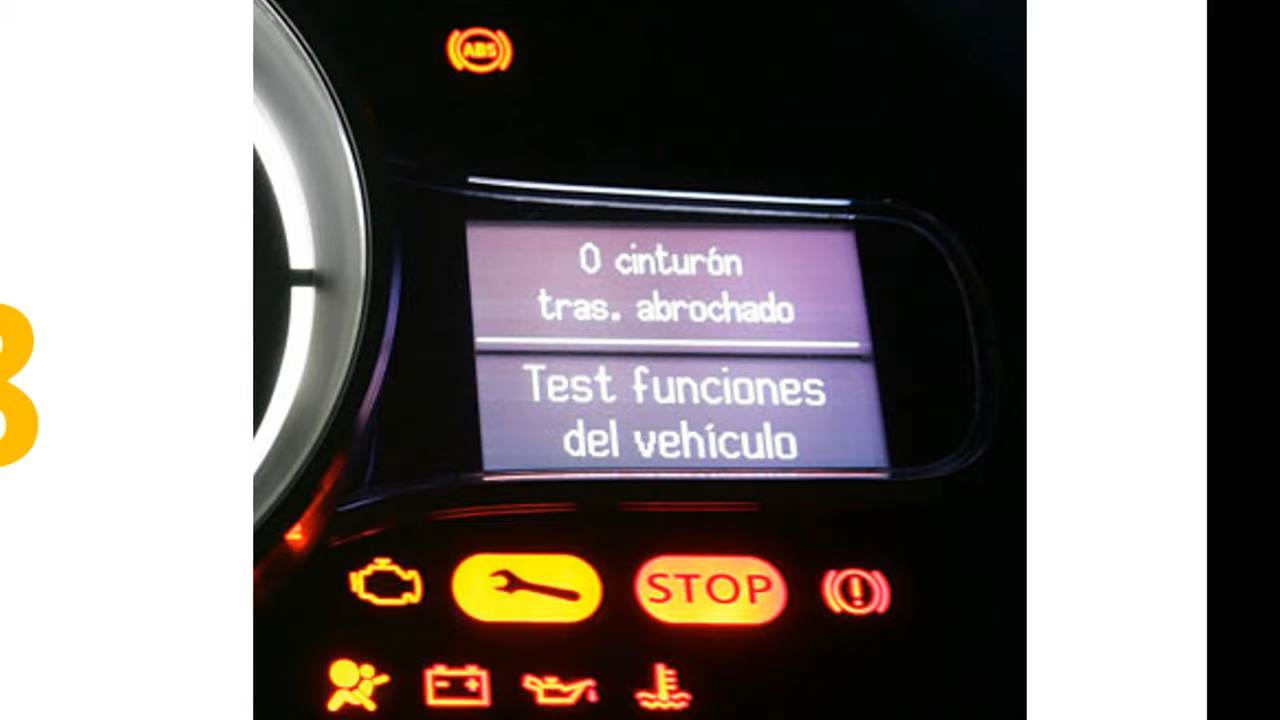 ABS
0 cinturón
tras. abrochado
Test funciones
del vehículo
STOP